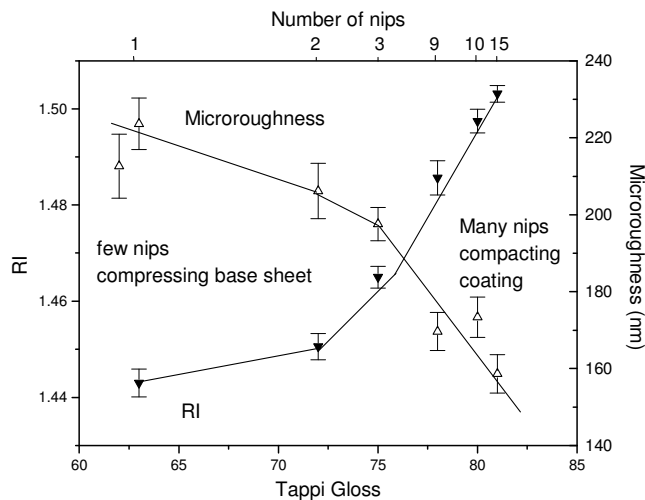 Number of nips
1 2 3 9 10 15
240
1.50
Microroughness
220
1.48
200
few nips
compressing base sheet
Many nips
compacting
coating
RI
Microroughness (nm)
1.46
180
1.44
160
RI
140
60 65 70 75 80 85
Tappi Gloss